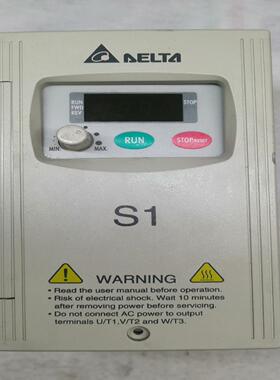 DELTA
RUN
FWD
REV
STOP
MIN.
MAX.
RUN
STOP/RESET
S1
WARNING
• Read the user manual before operation.
• Risk of electrical shock. Wait 10 minutes
after removing power before servicing.
• Do not connect AC power to output
terminals U/T1,V/T2 and W/T3.